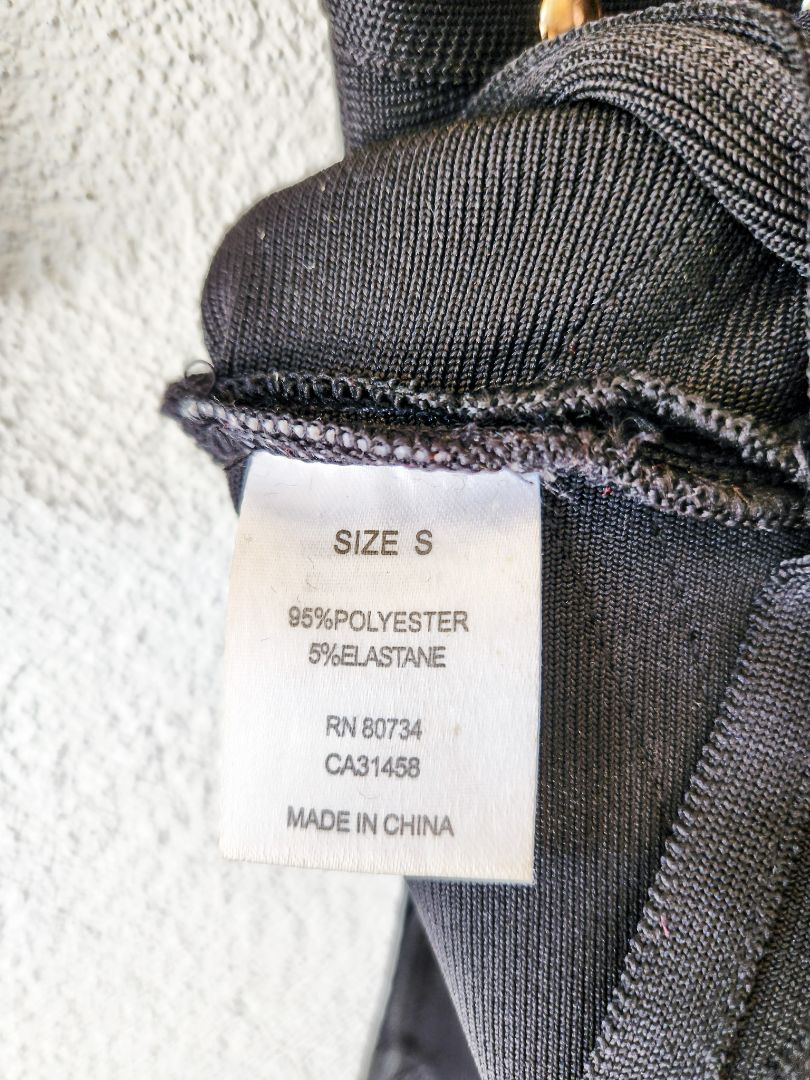 SIZE S
95%POLYESTER
5%ELASTANE
RN 80734
CA31458
MADE IN CHINA